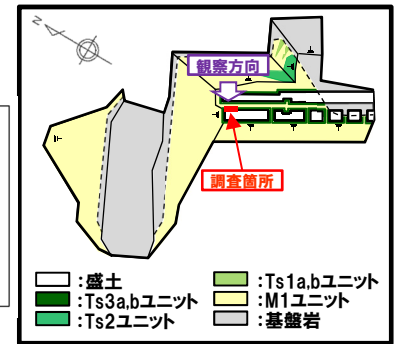 N
観察方向
調査箇所
:盛土
:Ts1a,bユニット
:Ts3a,bユニット
:M1ユニット
:Ts2ユニット
:基盤岩